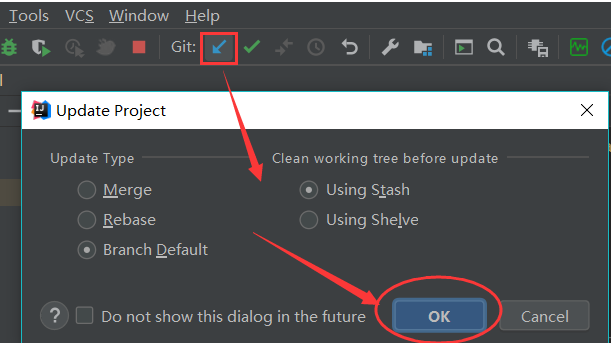 Tools VCS Window Help
Git:
Update Project
Update Type Clean working tree before update
Merge Using Stash
Rebase Using Shelve
Branch Default
? Do not show this dialog in the future OK Cancel